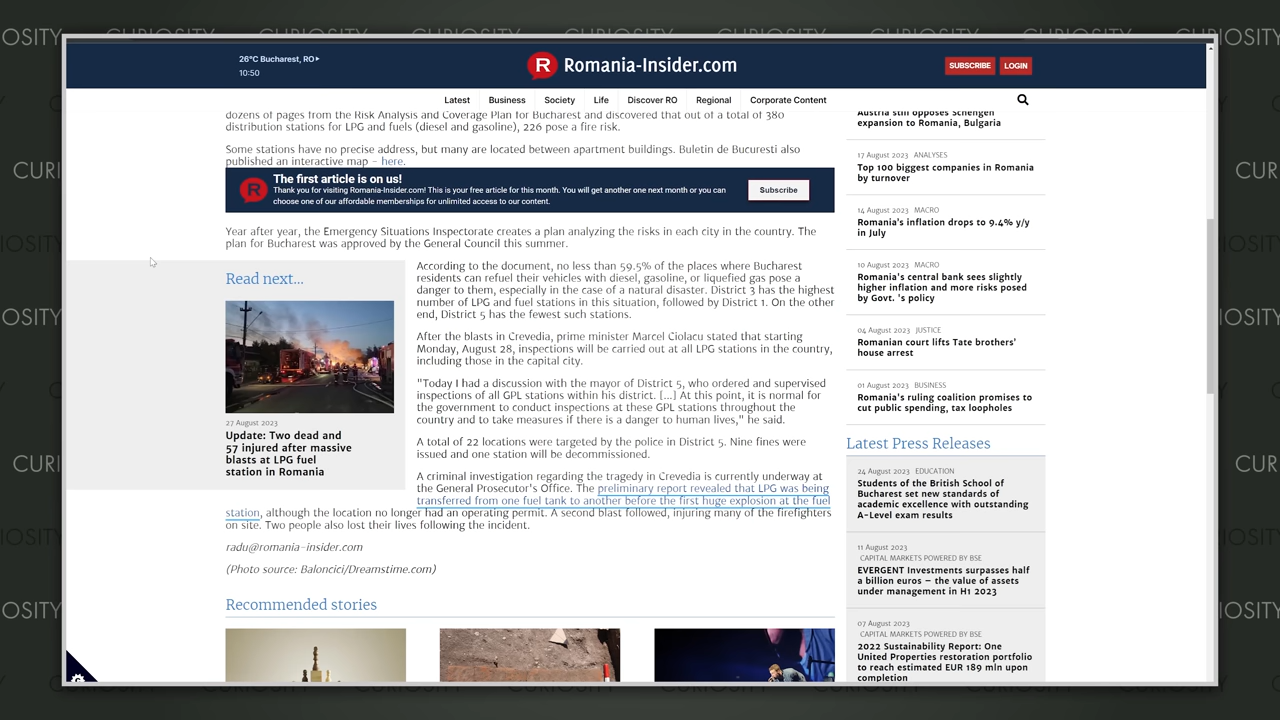 CURIOSITY CURIOSITY CURIOSITY CURIOSITY CURIOSITY
26°C Bucharest, RO
10:50
R Romania-Insider.com
SUBSCRIBE LOGIN
Latest Business Society Life Discover RO Regional Corporate Content
dozens of pages from the Risk Analysis and Coverage Plan for Bucharest and discovered that out of a total of 380
distribution stations for LPG and fuels (diesel and gasoline), 226 pose a fire risk.
Some stations have no precise address, but many are located between apartment buildings. Buletin de Bucuresti also
published an interactive map – here.
R
The first article is on us!
Thank you for visiting Romania-Insider.com! This is your free article for this month. You will get another one next month or you can
choose one of our affordable memberships for unlimited access to our content.
Subscribe
Year after year, the Emergency Situations Inspectorate creates a plan analyzing the risks in each city in the country. The
plan for Bucharest was approved by the General Council this summer.
Read next...
27 August 2023
Update: Two dead and
57 injured after massive
blasts at LPG fuel
station in Romania
According to the document, no less than 59.5% of the places where Bucharest
residents can refuel their vehicles with diesel, gasoline, or liquefied gas pose a
danger to them, especially in the case of a natural disaster. District 3 has the highest
number of LPG and fuel stations in this situation, followed by District 1. On the other
end, District 5 has the fewest such stations.
After the blasts in Crevedia, prime minister Marcel Ciolacu stated that starting
Monday, August 28, inspections will be carried out at all LPG stations in the country,
including those in the capital city.
"Today I had a discussion with the mayor of District 5, who ordered and supervised
inspections of all GPL stations within his district. [...] At this point, it is normal for
the government to conduct inspections at these GPL stations throughout the
country and to take measures if there is a danger to human lives," he said.
A total of 22 locations were targeted by the police in District 5. Nine fines were
issued and one station will be decommissioned.
A criminal investigation regarding the tragedy in Crevedia is currently underway at
the General Prosecutor's Office. The preliminary report revealed that LPG was being
transferred from one fuel tank to another before the first huge explosion at the fuel
station, although the location no longer had an operating permit. A second blast followed, injuring many of the firefighters
on site. Two people also lost their lives following the incident.
radu@romania-insider.com
(Photo source: Baloncici/Dreamstime.com)
Recommended stories
Austria still opposes Schengen
expansion to Romania, Bulgaria
17 August 2023 ANALYSES
Top 100 biggest companies in Romania
by turnover
14 August 2023 MACRO
Romania's inflation drops to 9.4% y/y
in July
10 August 2023 MACRO
Romania's central bank sees slightly
higher inflation and more risks posed
by Govt. 's policy
04 August 2023 JUSTICE
Romanian court lifts Tate brothers'
house arrest
01 August 2023 BUSINESS
Romania's ruling coalition promises to
cut public spending, tax loopholes
Latest Press Releases
24 August 2023 EDUCATION
Students of the British School of
Bucharest set new standards of
academic excellence with outstanding
A-Level exam results
11 August 2023
CAPITAL MARKETS POWERED BY BSE
EVERGENT Investments surpasses half
a billion euros – the value of assets
under management in H1 2023
07 August 2023
CAPITAL MARKETS POWERED BY BSE
2022 Sustainability Report: One
United Properties restoration portfolio
to reach estimated EUR 189 mln upon
completion